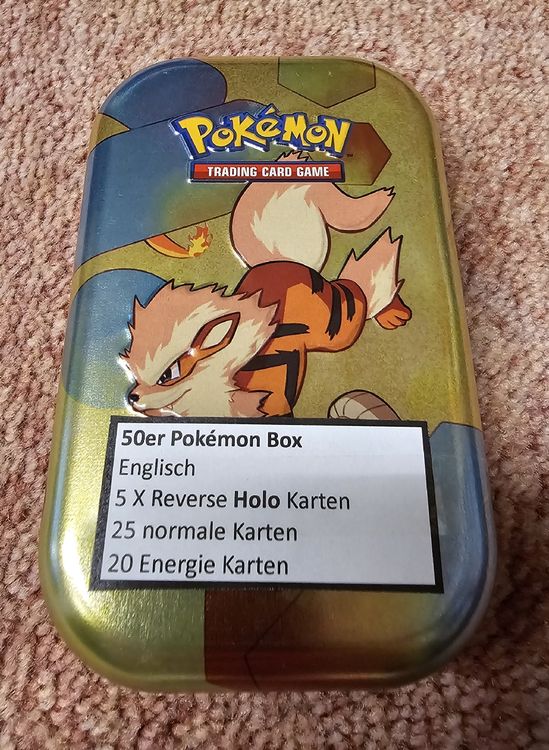 POKéMON
TRADING CARD GAME
50er Pokémon Box
Englisch
5 X Reverse Holo Karten
25 normale Karten
20 Energie Karten